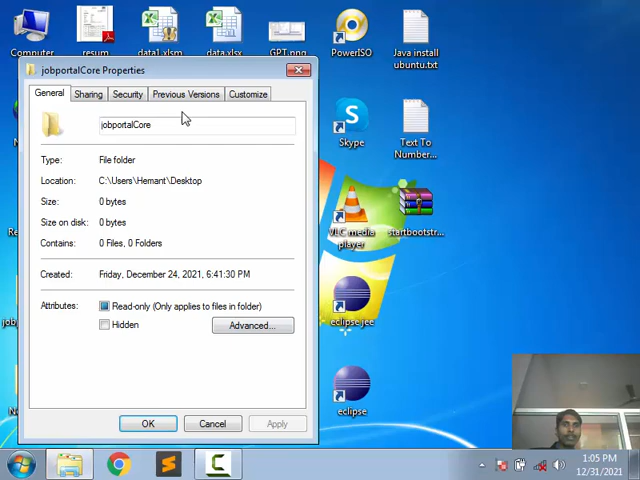 Computer
resum
data1.xlsm
data.xlsx
GPT.png
PowerISO
Java install
ubuntu.txt
jobportalCore Properties
General
Sharing
Security
Previous Versions
Customize
jobportalCore
Type:
File folder
Location:
C:\Users\Hemant\Desktop
Size:
0 bytes
Size on disk:
0 bytes
Contains:
0 Files, 0 Folders
Created:
Friday, December 24, 2021, 6:41:30 PM
Attributes:
Read-only (Only applies to files in folder)
Hidden
Advanced...
OK
Cancel
Apply
Skype
Text To
Number...
VLC media
player
startbootstr...
eclipse jee
eclipse
1:05 PM
12/31/2021